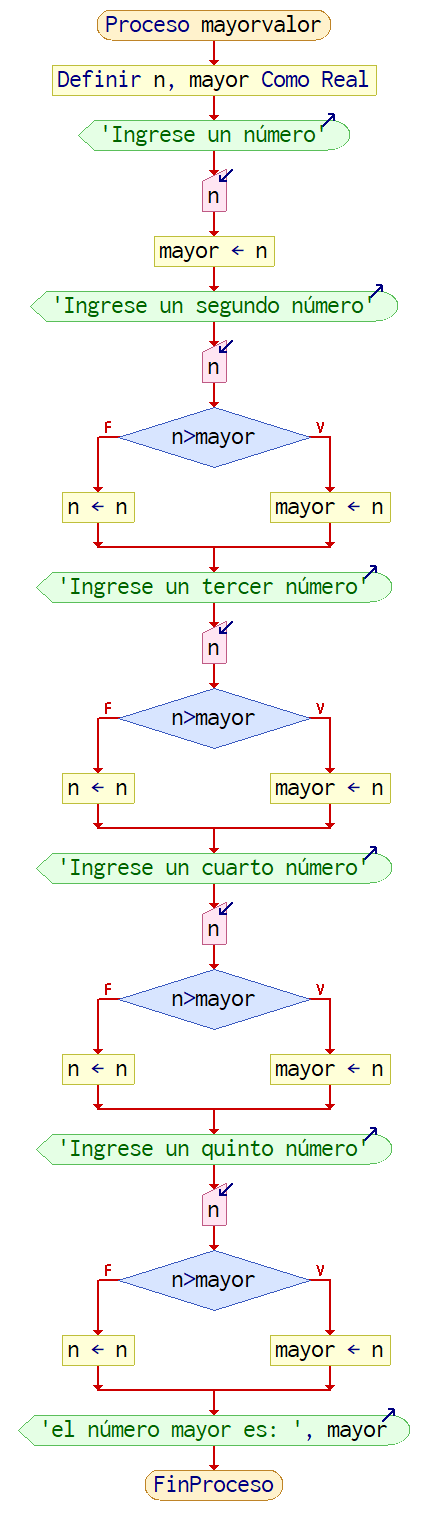 Proceso mayorvalor
Definir n, mayor Como Real
'Ingrese un número'
n
mayor ← n
'Ingrese un segundo número'
n
n>mayor
F V
n ← n mayor ← n
'Ingrese un tercer número'
n
F V
n>mayor
n ← n mayor ← n
'Ingrese un cuarto número'
n
F V
n>mayor
n ← n mayor ← n
'Ingrese un quinto número'
n
F V
n>mayor
n ← n mayor ← n
'el número mayor es: ', mayor
FinProceso